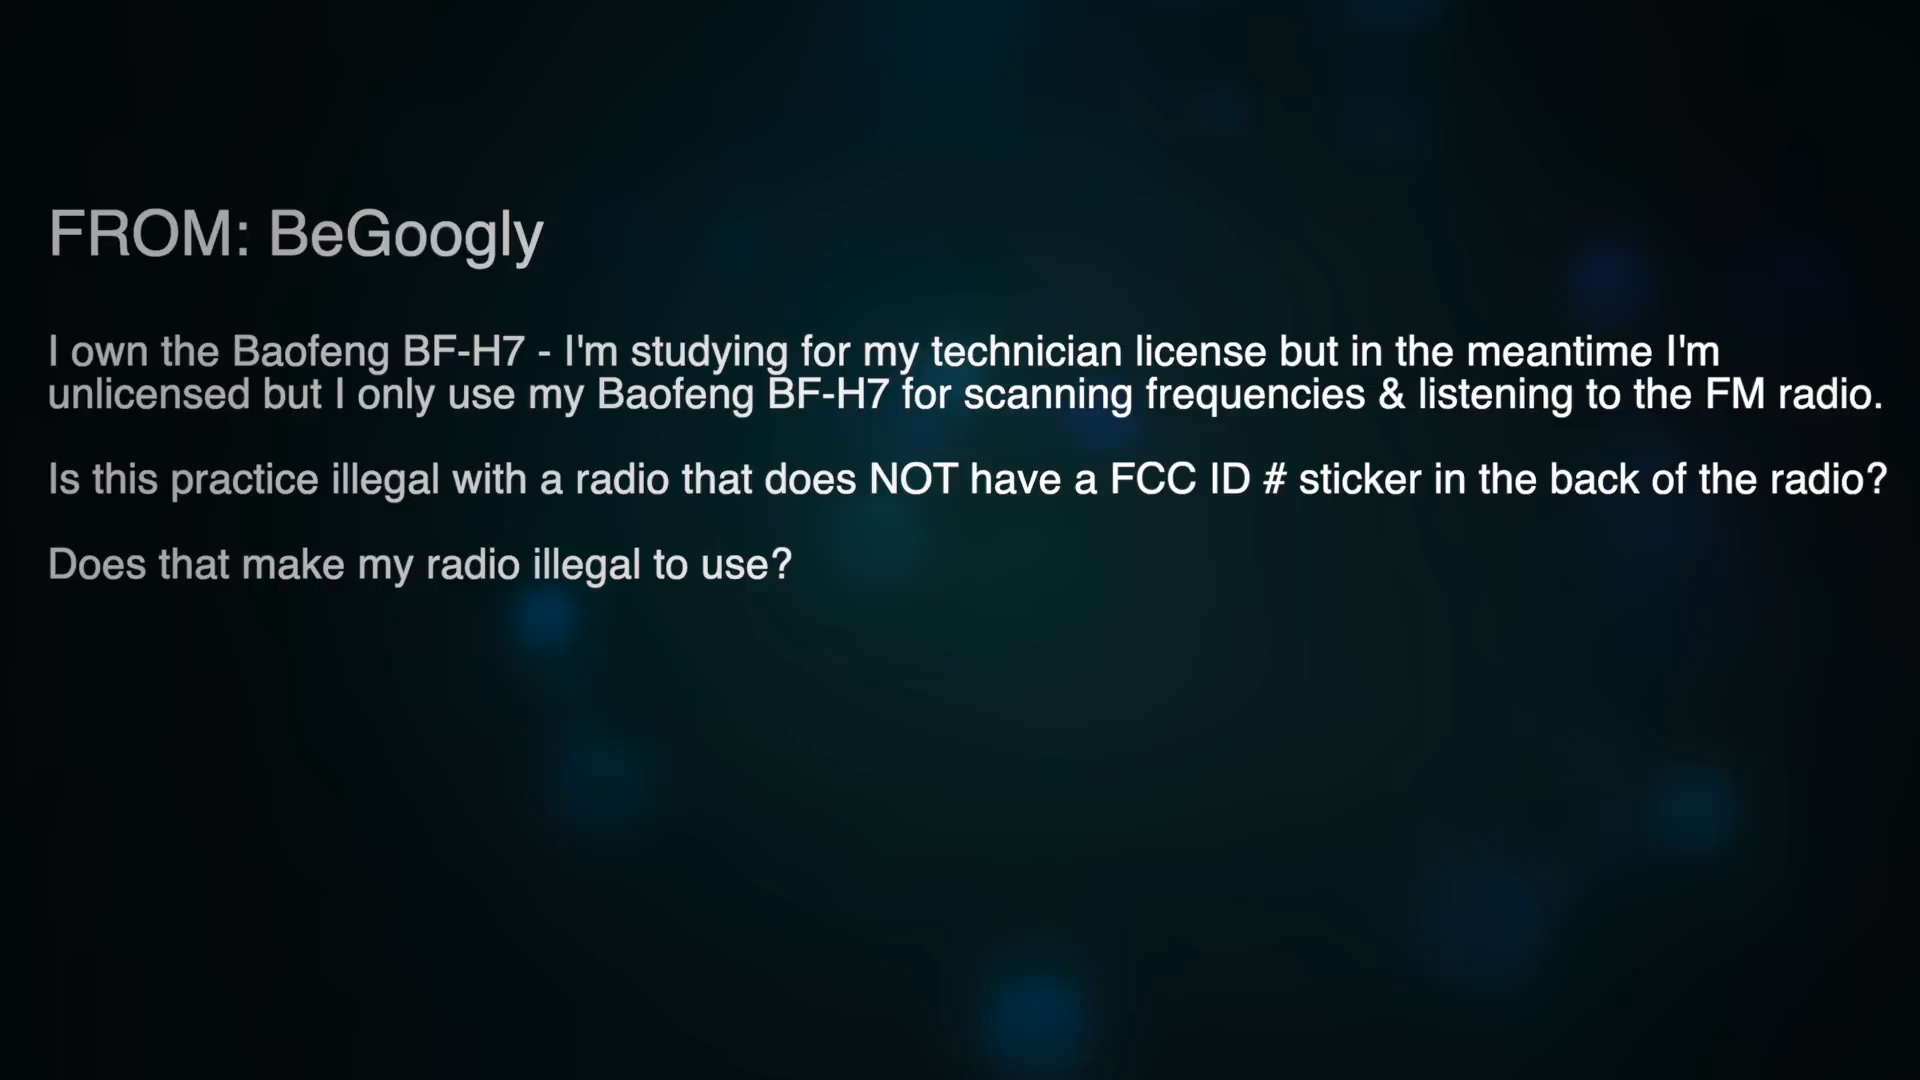 FROM: BeGoogly
I own the Baofeng BF-H7 - I'm studying for my technician license but in the meantime I'm
unlicensed but I only use my Baofeng BF-H7 for scanning frequencies & listening to the FM radio.
Is this practice illegal with a radio that does NOT have a FCC ID # sticker in the back of the radio?
Does that make my radio illegal to use?